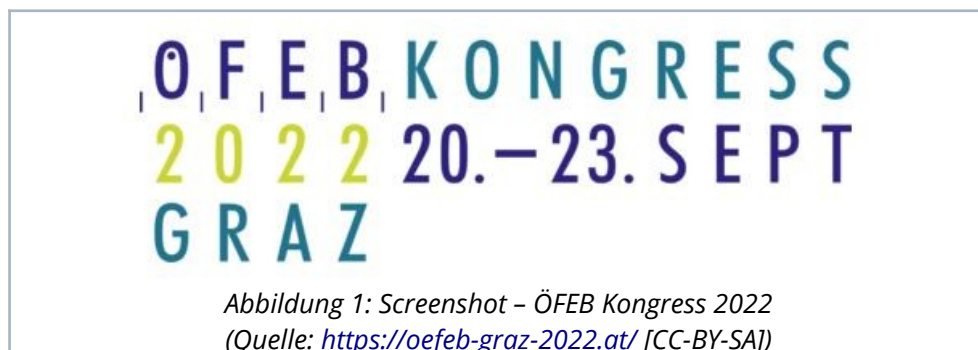 ÖFEB KONGRESS
2022 20.–23. SEPT
GRAZ
Abbildung 1: Screenshot – ÖFEB Kongress 2022
(Quelle: https://oefeb-graz-2022.at/ [CC-BY-SA])